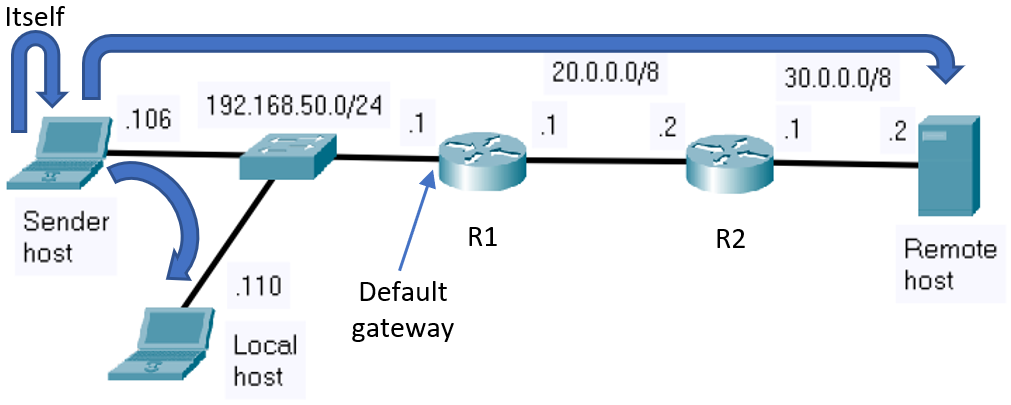 Itself
20.0.0.0/8
30.0.0.0/8
192.168.50.0/24
.106
.1
.1
.2
.1
.2
Sender
host
R1
R2
Remote
host
.110
Default
gateway
Local
host